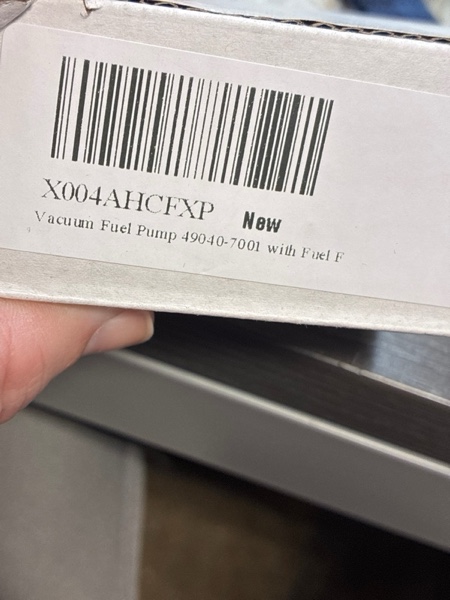 X004AHCFXP New
Vacuum Fuel Pump 49040-7001 with Fuel F